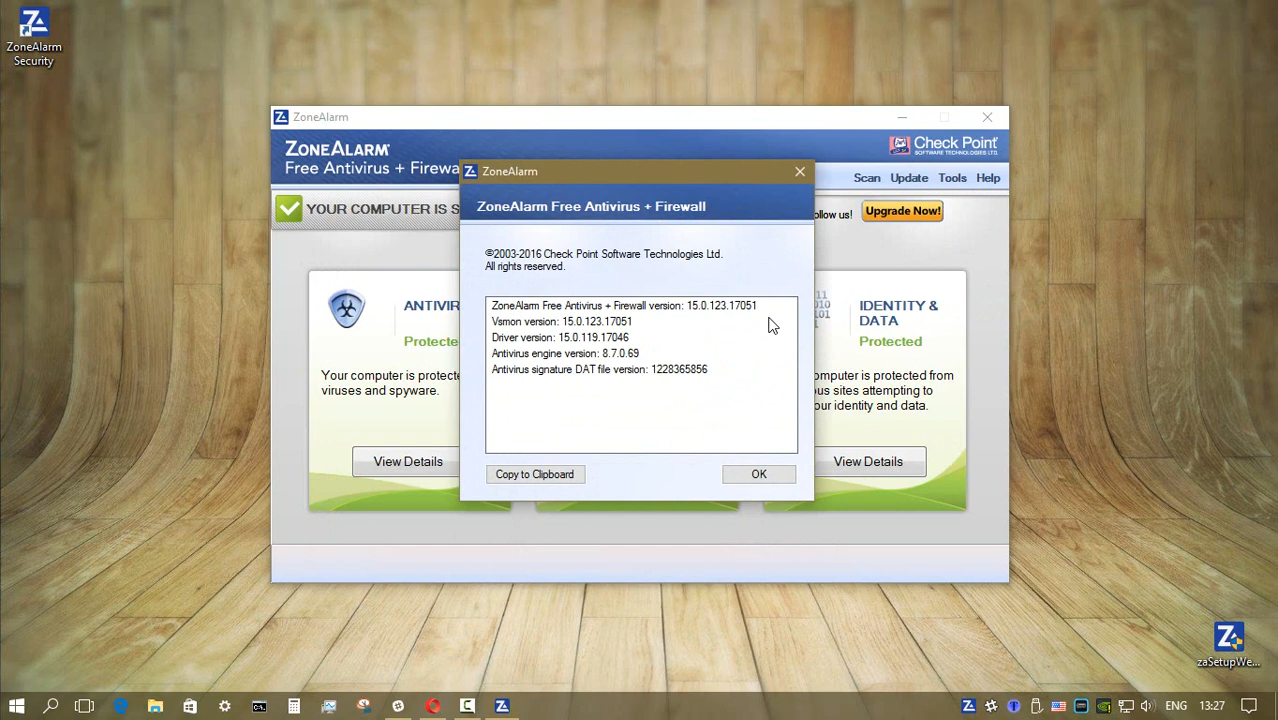 ZoneAlarm
Security
ZoneAlarm
ZONEALARM
Free Antivirus + Firewa
Check Point
SOFTWARE TECHNOLOGIES LTD.
Scan Update Tools Help
YOUR COMPUTER IS S
ollow us!
Upgrade Now!
ZoneAlarm
ZoneAlarm Free Antivirus + Firewall
©2003-2016 Check Point Software Technologies Ltd.
All rights reserved.
ZoneAlarm Free Antivirus + Firewall version: 15.0.123.17051
Vsmon version: 15.0.123.17051
Driver version: 15.0.119.17046
Antivirus engine version: 8.7.0.69
Antivirus signature DAT file version: 1228365856
Copy to Clipboard
OK
ANTIVIR
Protecte
Your computer is protecte
viruses and spyware.
View Details
IDENTITY &
DATA
Protected
omputer is protected from
ous sites attempting to
our identity and data.
View Details
zaSetupWe...
ENG
13:27